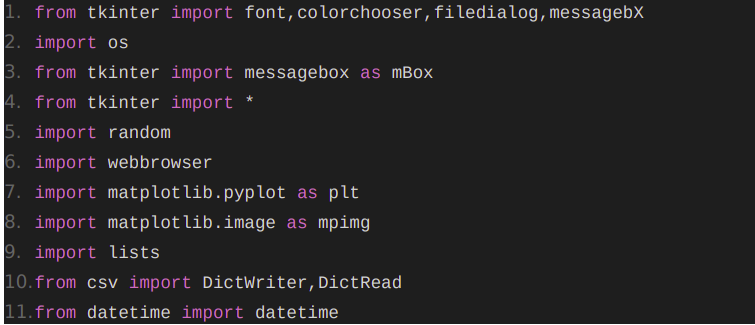 1. from tkinter import font,colorchooser,filedialog,messagebX
2. import os
3. from tkinter import messagebox as mBox
4. from tkinter import *
5. import random
6. import webbrowser
7. import matplotlib.pyplot as plt
8. import matplotlib.image as mpimg
9. import lists
10.from csv import DictWriter,DictRead
11.from datetime import datetime